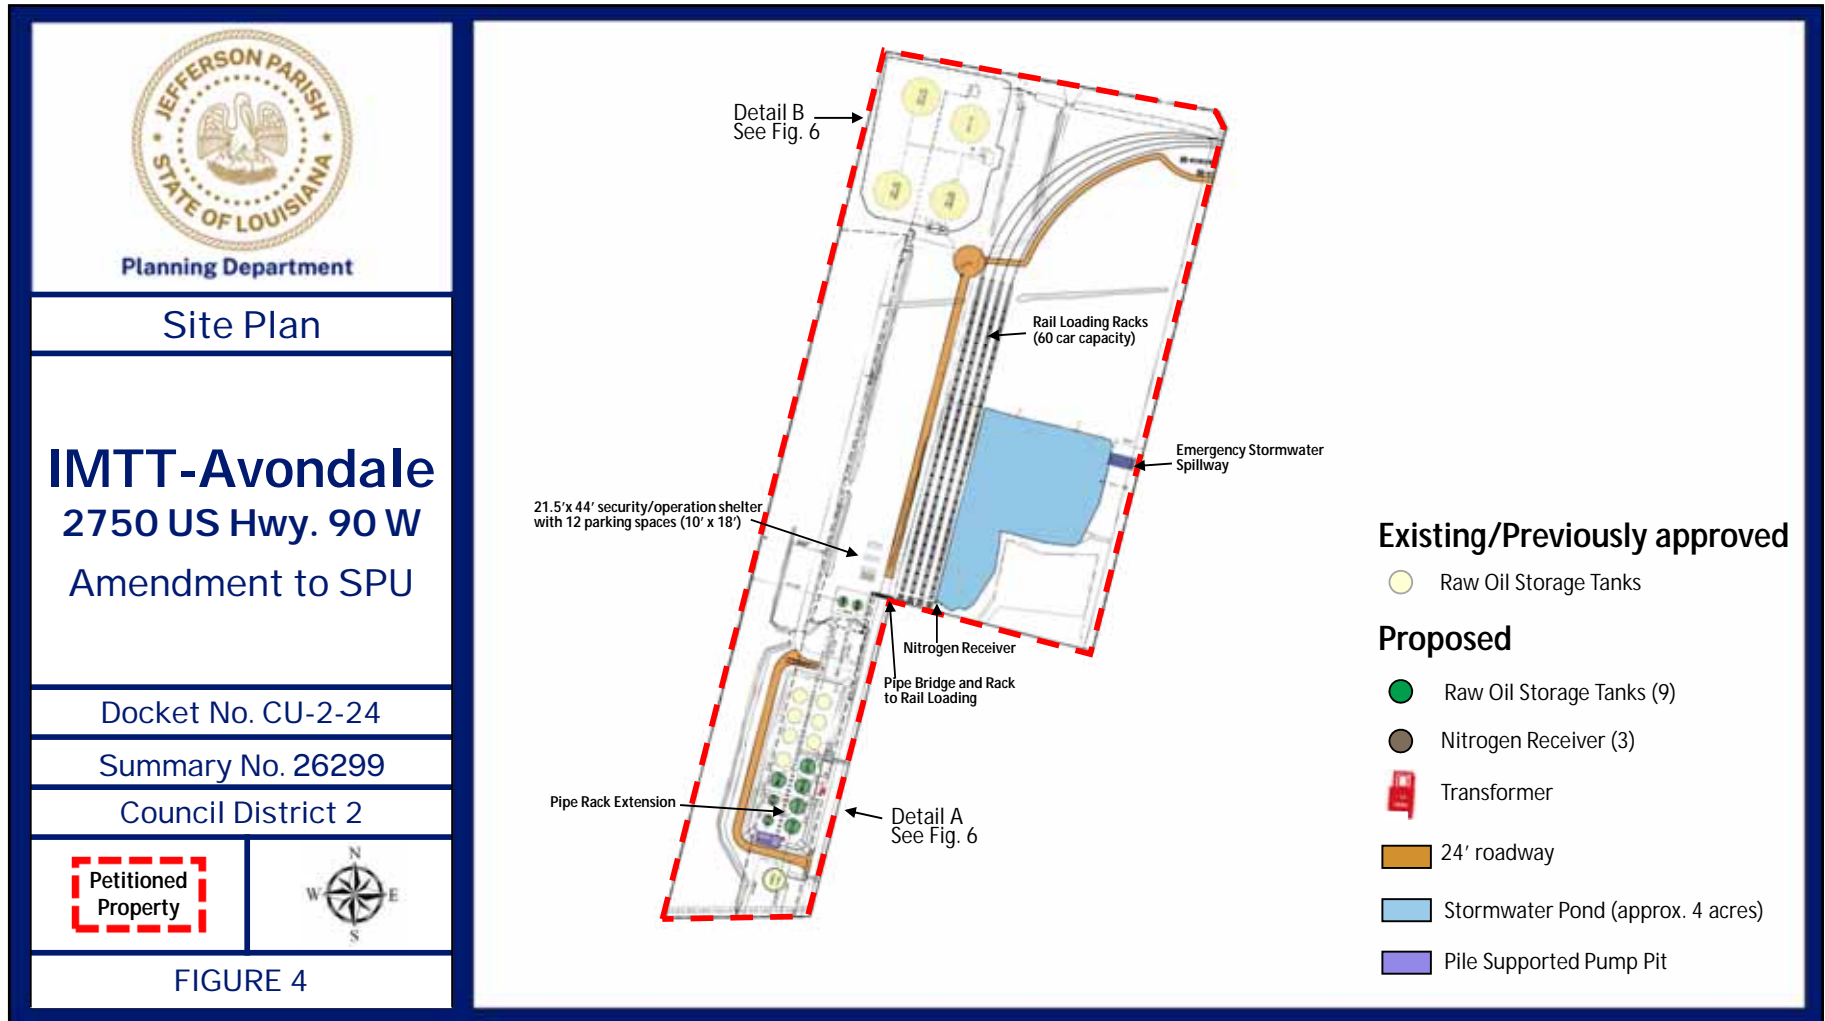 JEFFERSON PARISH
STATE OF LOUISIANA
Planning Department
Site Plan
IMTT-Avondale
2750 US Hwy. 90 W
Amendment to SPU
Docket No. CU-2-24
Summary No. 26299
Council District 2
Petitioned
Property
N
W E
S
FIGURE 4
Detail B
See Fig. 6
Rail Loading Racks
(60 car capacity)
Emergency Stormwater
Spillway
21.5'x 44' security/operation shelter
with 12 parking spaces (10' x 18')
Nitrogen Receiver
Pipe Bridge and Rack
to Rail Loading
Pipe Rack Extension
Detail A
See Fig. 6
Existing/Previously approved
Raw Oil Storage Tanks
Proposed
Raw Oil Storage Tanks (9)
Nitrogen Receiver (3)
Transformer
24' roadway
Stormwater Pond (approx. 4 acres)
Pile Supported Pump Pit